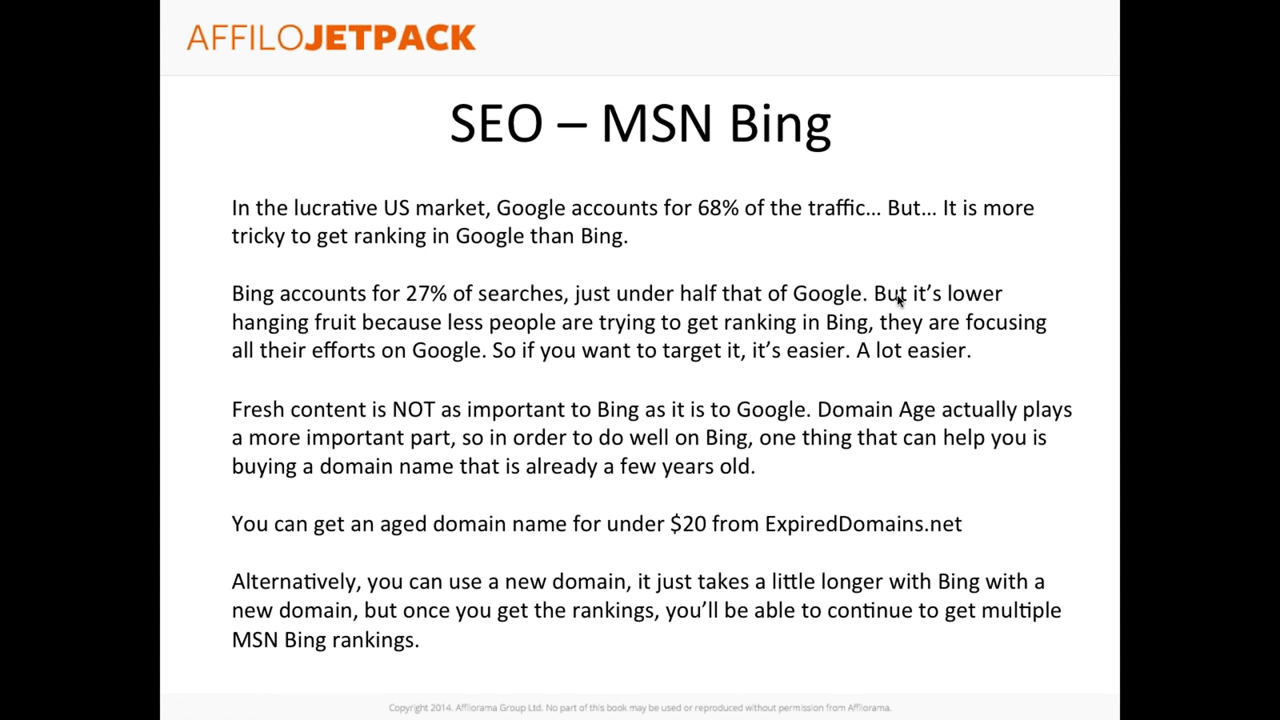 AFFILOJETPACK
SEO – MSN Bing
In the lucrative US market, Google accounts for 68% of the traffic... But... It is more
tricky to get ranking in Google than Bing.
Bing accounts for 27% of searches, just under half that of Google. But it's lower
hanging fruit because less people are trying to get ranking in Bing, they are focusing
all their efforts on Google. So if you want to target it, it's easier. A lot easier.
Fresh content is NOT as important to Bing as it is to Google. Domain Age actually plays
a more important part, so in order to do well on Bing, one thing that can help you is
buying a domain name that is already a few years old.
You can get an aged domain name for under $20 from ExpiredDomains.net
Alternatively, you can use a new domain, it just takes a little longer with Bing with a
new domain, but once you get the rankings, you'll be able to continue to get multiple
MSN Bing rankings.
Copyright 2014. Affilorama Group Ltd. No part of this book may be used or reproduced without permission from Affilorama.